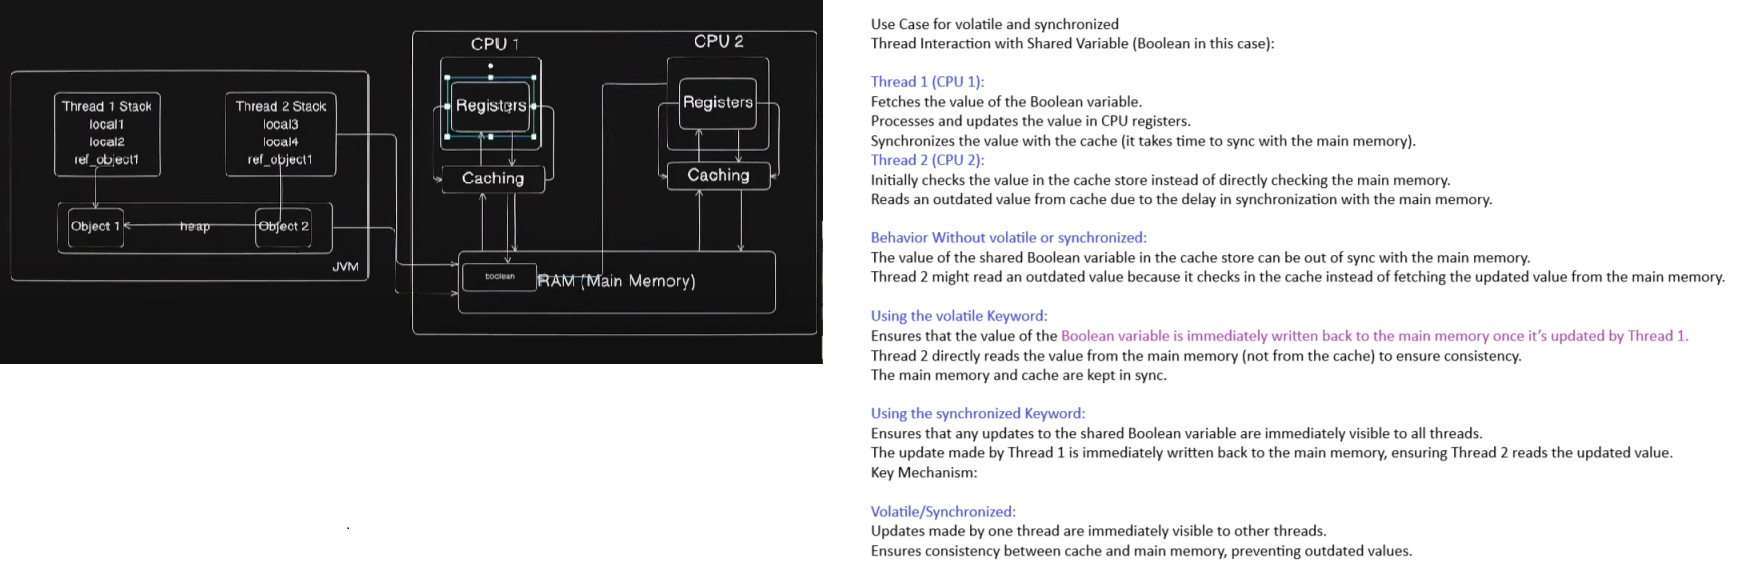 CPU 1
CPU 2
Thread 1 Stack
local1
local2
ref_object1
Thread 2 Stack
local3
local4
ref_object1
Registers
Registers
Caching
Caching
Object 1
heap
Object 2
JVM
boolean
RAM (Main Memory)
Use Case for volatile and synchronized
Thread Interaction with Shared Variable (Boolean in this case):
Thread 1 (CPU 1):
Fetches the value of the Boolean variable.
Processes and updates the value in CPU registers.
Synchronizes the value with the cache (it takes time to sync with the main memory).
Thread 2 (CPU 2):
Initially checks the value in the cache store instead of directly checking the main memory.
Reads an outdated value from cache due to the delay in synchronization with the main memory.
Behavior Without volatile or synchronized:
The value of the shared Boolean variable in the cache store can be out of sync with the main memory.
Thread 2 might read an outdated value because it checks in the cache instead of fetching the updated value from the main memory.
Using the volatile Keyword:
Ensures that the value of the Boolean variable is immediately written back to the main memory once it's updated by Thread 1.
Thread 2 directly reads the value from the main memory (not from the cache) to ensure consistency.
The main memory and cache are kept in sync.
Using the synchronized Keyword:
Ensures that any updates to the shared Boolean variable are immediately visible to all threads.
The update made by Thread 1 is immediately written back to the main memory, ensuring Thread 2 reads the updated value.
Key Mechanism:
Volatile/Synchronized:
Updates made by one thread are immediately visible to other threads.
Ensures consistency between cache and main memory, preventing outdated values.